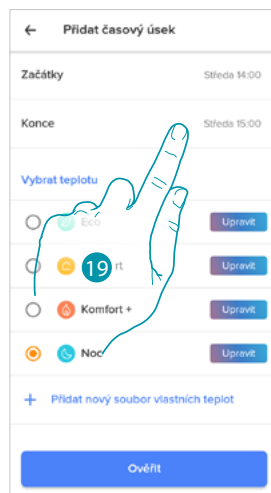 ← Přidat časový úsek
Začátky Středa 14:00
Konce Středa 15:00
Vybrat teplotu
Eco Upravit
19 rt Upravit
Komfort + Upravit
Noc Upravit
+ Přidat nový soubor vlastních teplot
Ověřit